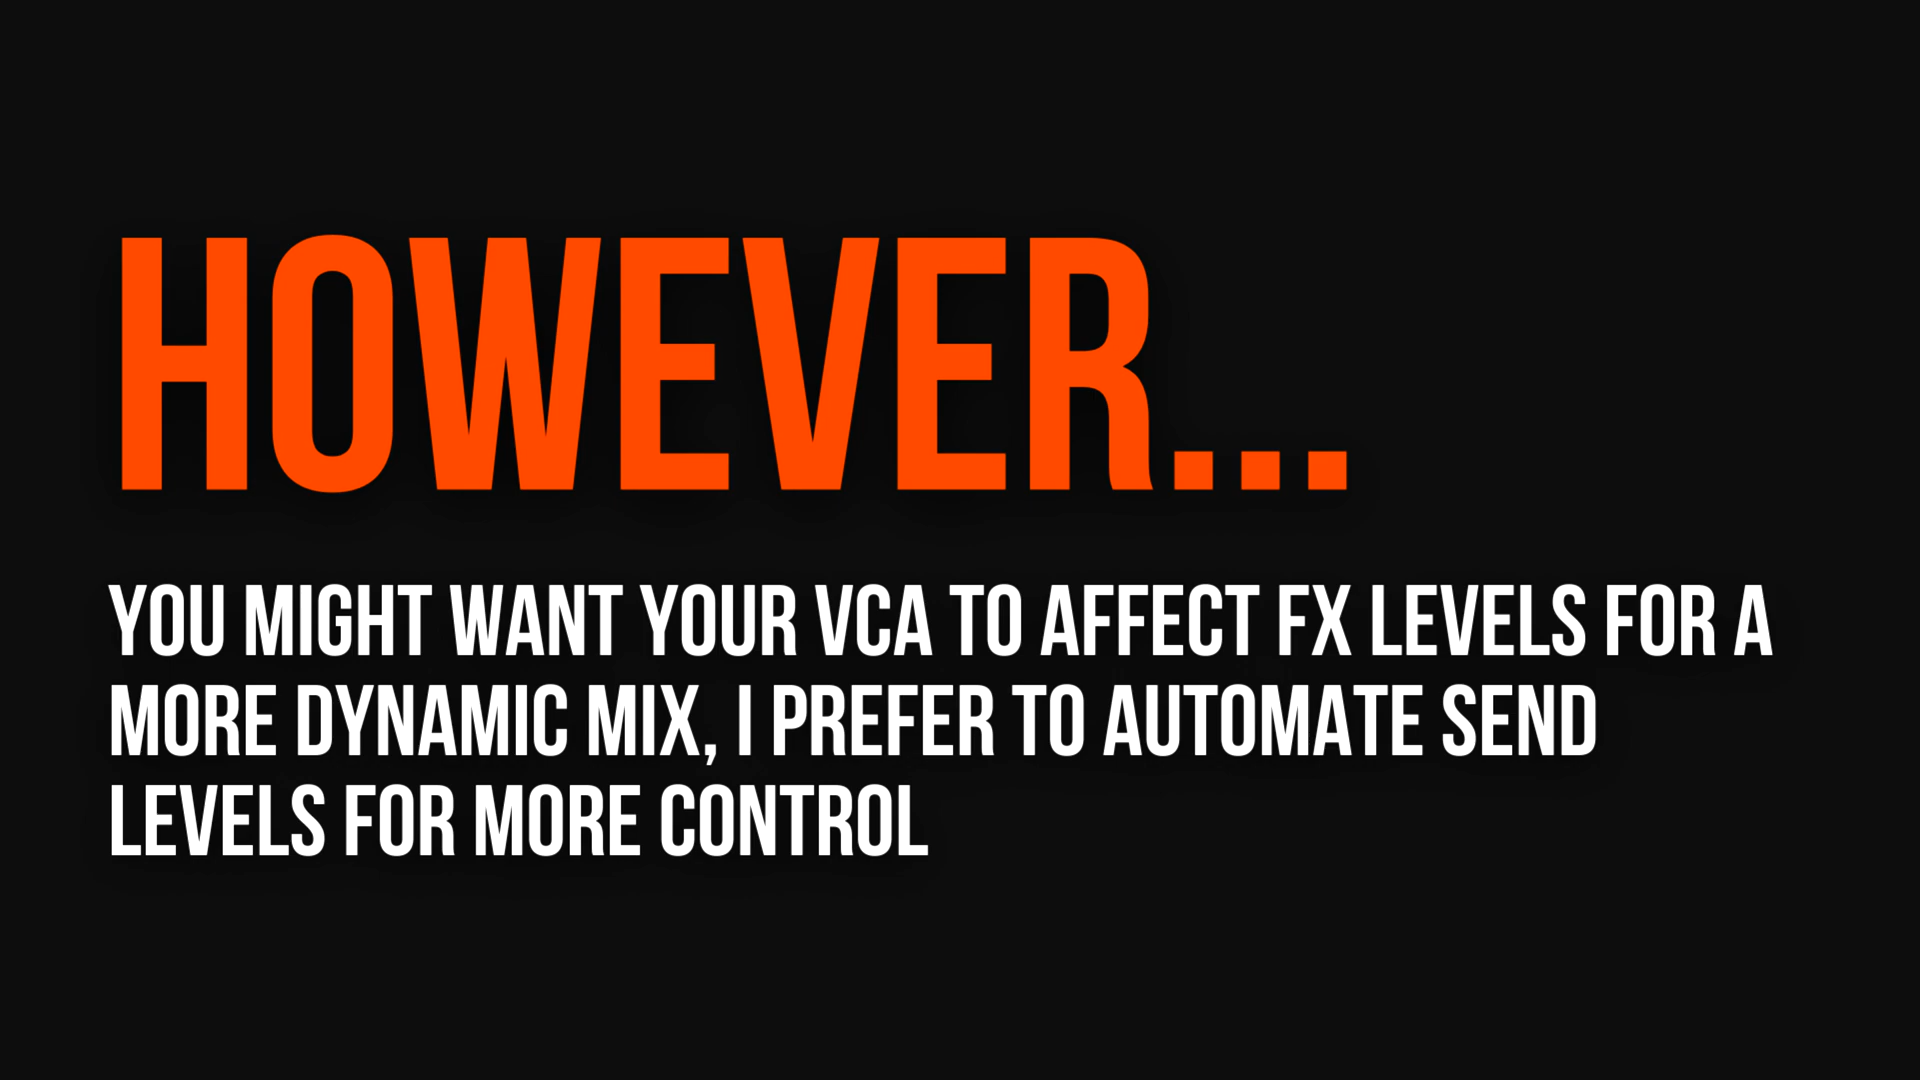 HOWEVER...
YOU MIGHT WANT YOUR VCA TO AFFECT FX LEVELS FOR A
MORE DYNAMIC MIX, I PREFER TO AUTOMATE SEND
LEVELS FOR MORE CONTROL